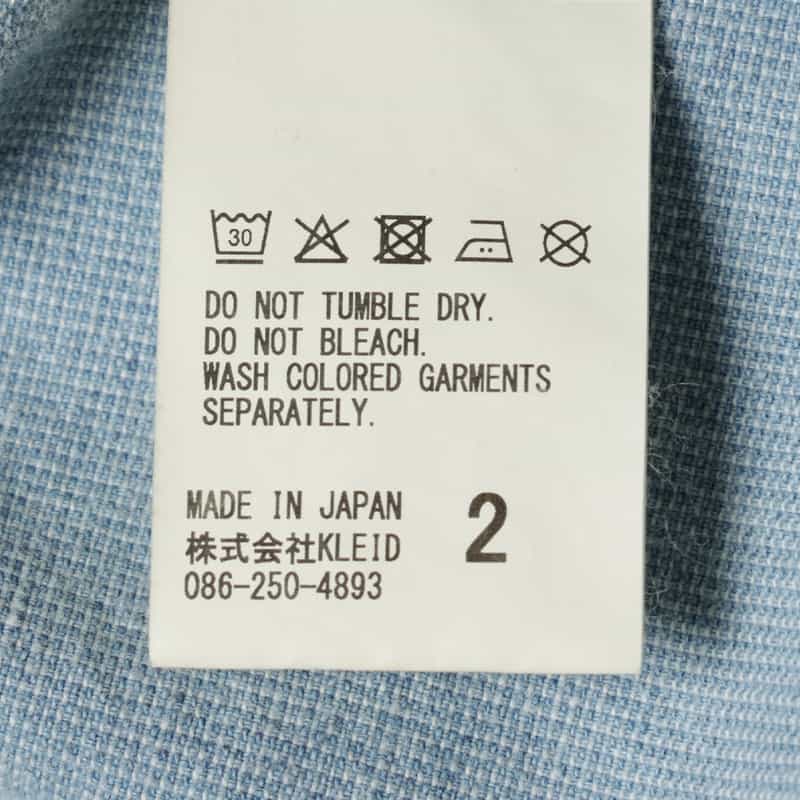 30
DO NOT TUMBLE DRY.
DO NOT BLEACH.
WASH COLORED GARMENTS
SEPARATELY.
MADE IN JAPAN
株式会社KLEID
086-250-4893
2